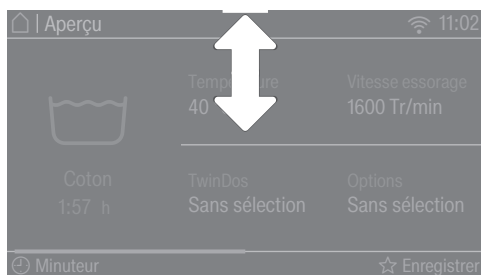 Aperçu
11:02
Température
Vitesse essorage
40
1600 Tr/min
Coton
1:57 h
TwinDos
Options
Sans sélection
Sans sélection
Minuteur
Enregistrer